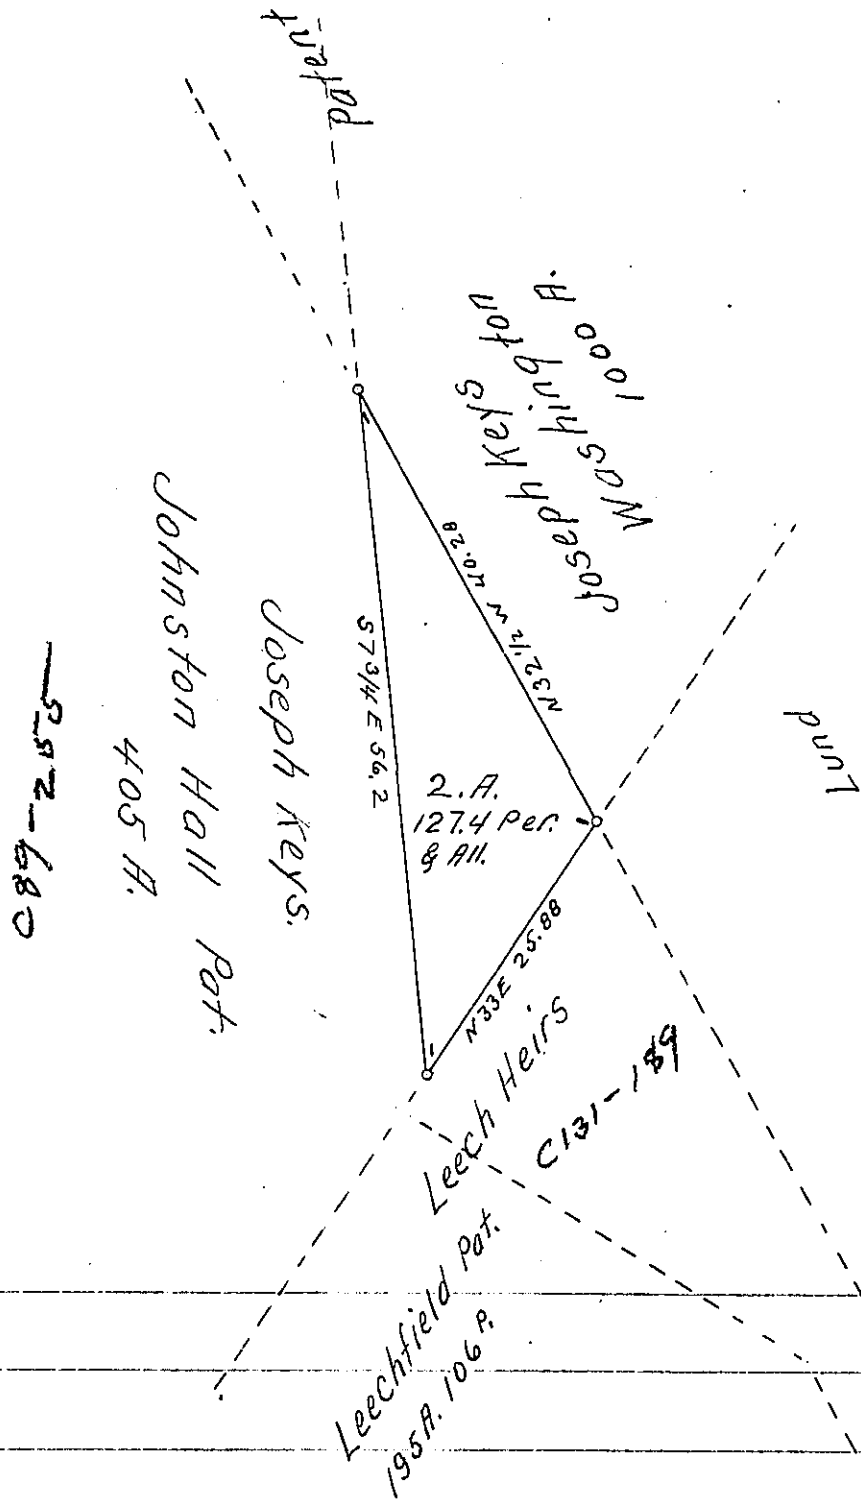 Patent
Joseph Keys
Washington
1000 A.
Lund
N32 1/2 W 40.28
S 7 3/4 E 56.2
2.A.
127.4 Per.
& All.
N 33 E 25.88
Joseph Keys.
Johnston Hall Pat.
405 A.
C89-255
Leech Heirs
C131-189
Leechfield Pat.
195A. 106 P.